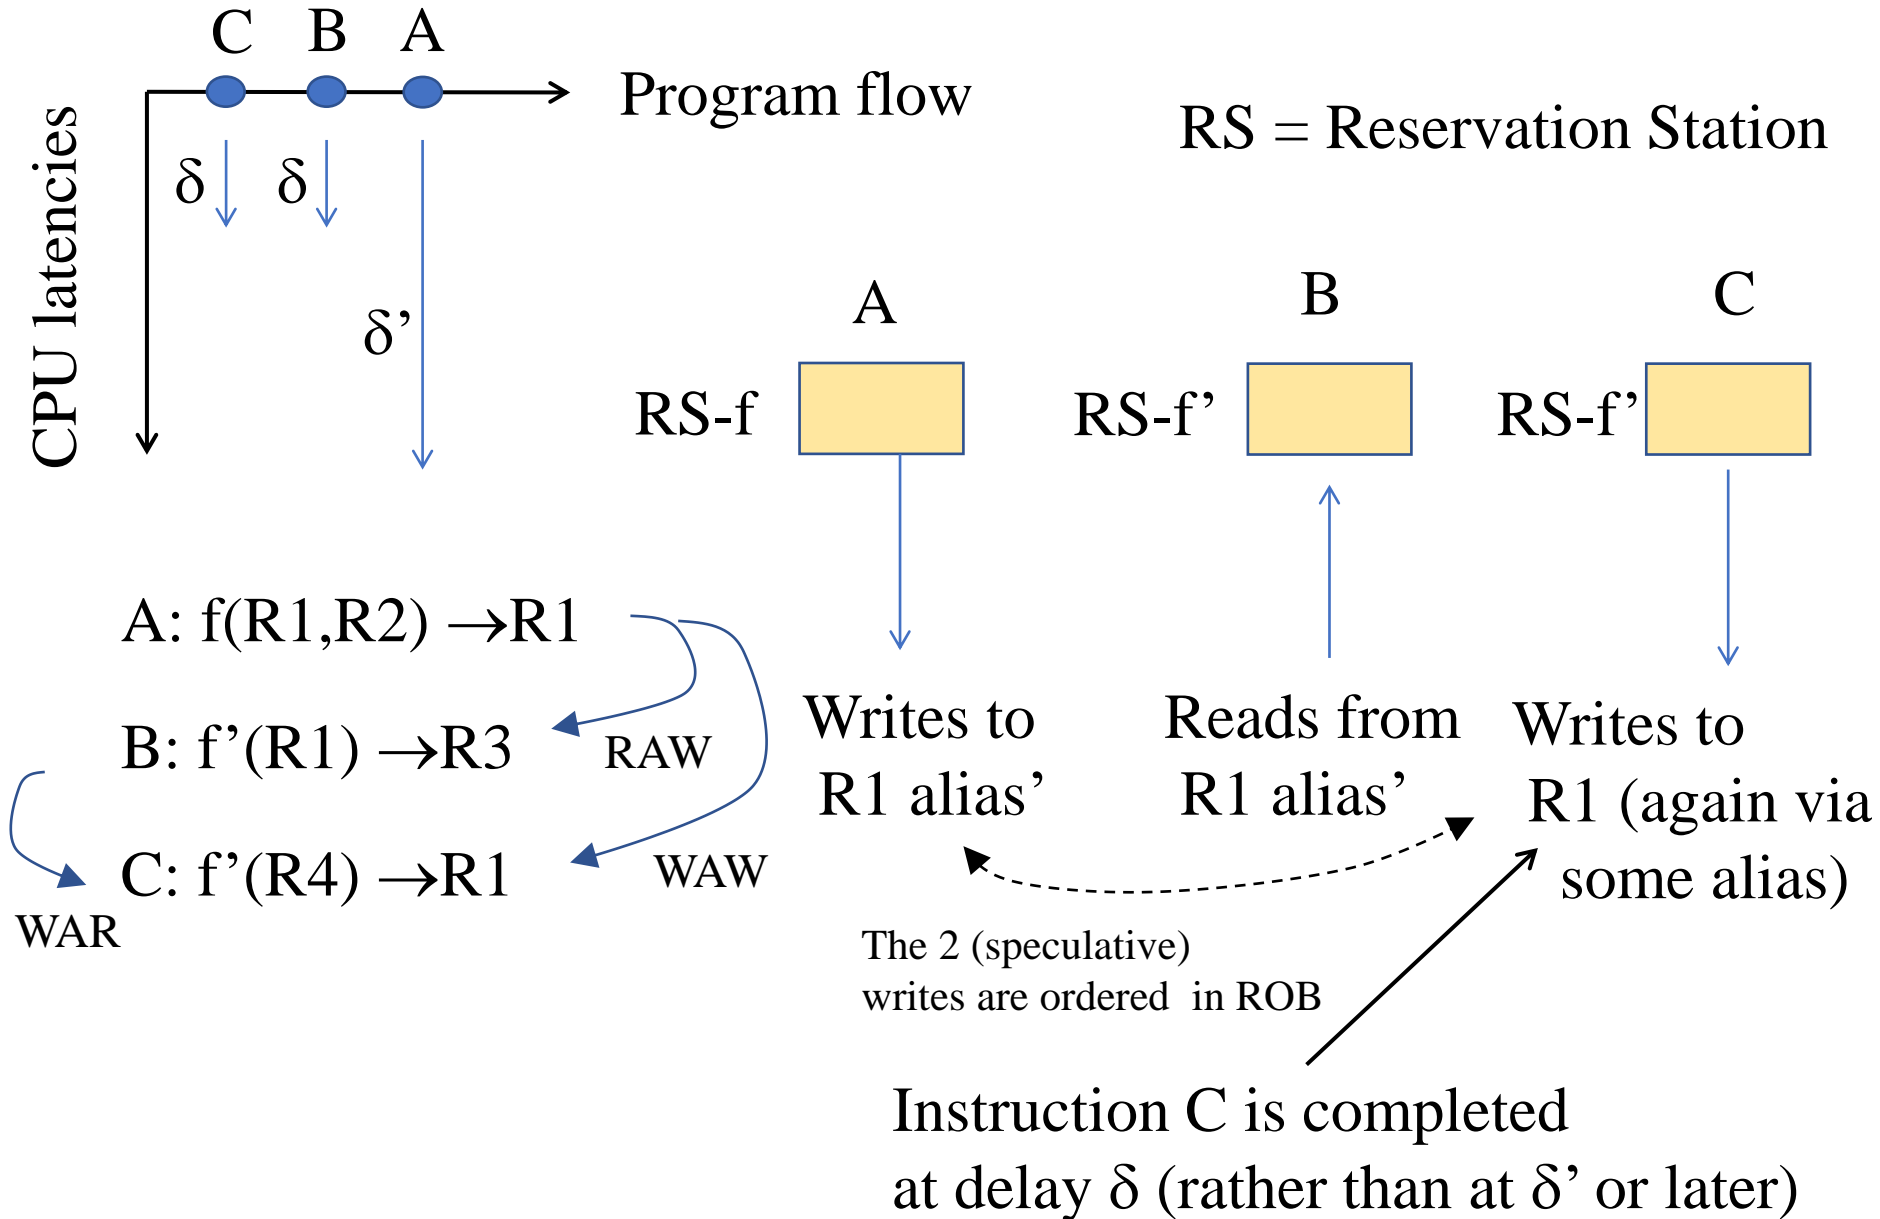 C B A
Program flow
CPU latencies
δ δ
δ’
RS = Reservation Station
A B C
RS-f RS-f’ RS-f’
A: f(R1,R2) →R1
B: f’(R1) →R3
C: f’(R4) →R1
RAW
WAW
WAR
Writes to
R1 alias’
Reads from
R1 alias’
Writes to
R1 (again via
some alias)
The 2 (speculative)
writes are ordered in ROB
Instruction C is completed
at delay δ (rather than at δ’ or later)